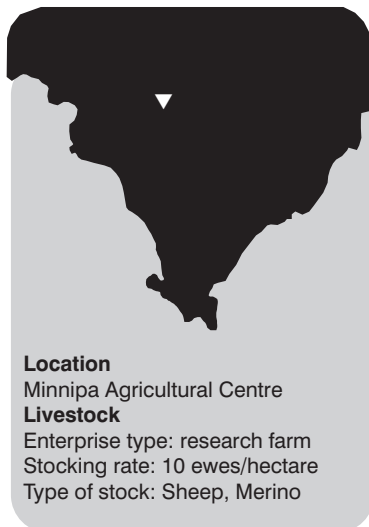 Location
Minnipa Agricultural Centre
Livestock
Enterprise type: research farm
Stocking rate: 10 ewes/hectare
Type of stock: Sheep, Merino